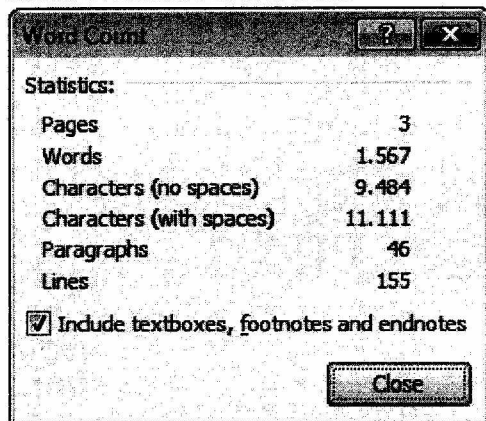 Word Count
?
X
Statistics:
Pages 3
Words 1.567
Characters (no spaces) 9.484
Characters (with spaces) 11.111
Paragraphs 46
Lines 155
Include textboxes, footnotes and endnotes
Close